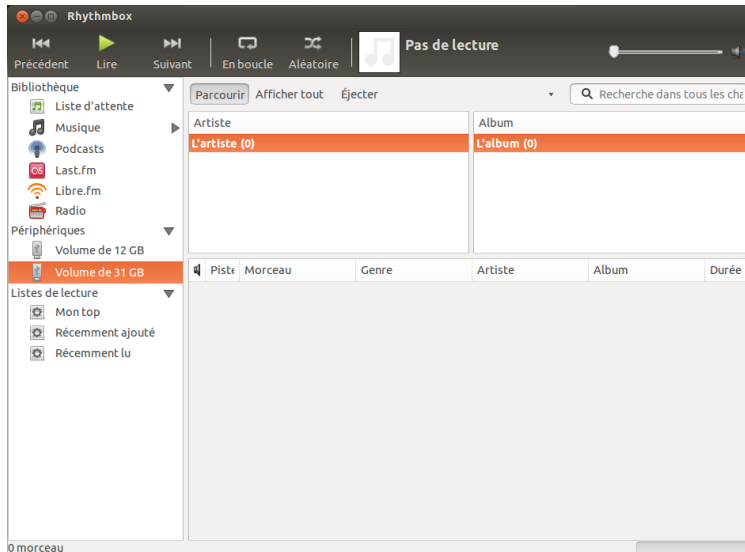 Rhythmbox
Précédent Lire Suivant En boucle Aléatoire Pas de lecture
Bibliothèque
Liste d'attente
Musique
Podcasts
Last.fm
Libre.fm
Radio
Périphériques
Volume de 12 GB
Volume de 31 GB
Listes de lecture
Mon top
Récemment ajouté
Récemment lu
Parcourir Afficher tout Éjecter Recherche dans tous les cha
Artiste Album
L'artiste (0) L'album (0)
Piste Morceau Genre Artiste Album Durée
0 morceau